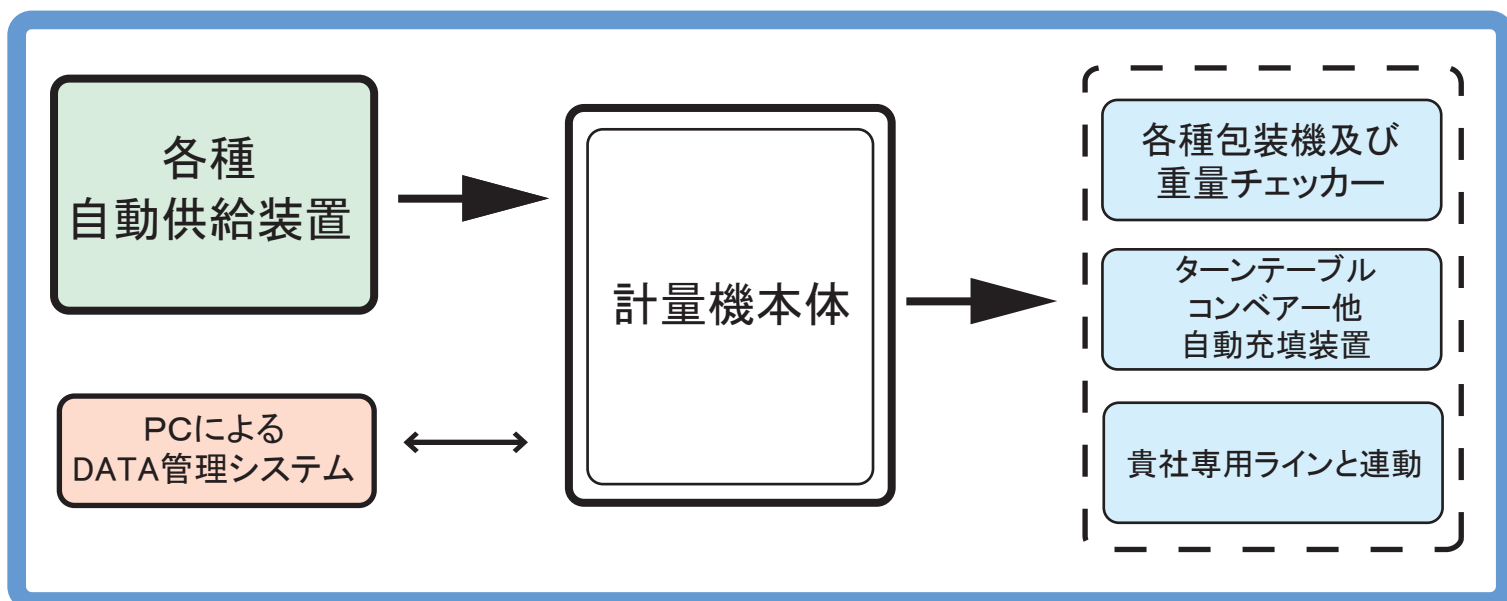 各種
自動供給装置
PCによる
DATA管理システム
計量機本体
各種包装機及び
重量チェッカー
ターンテーブル
コンベアー他
自動充填装置
貴社専用ラインと連動